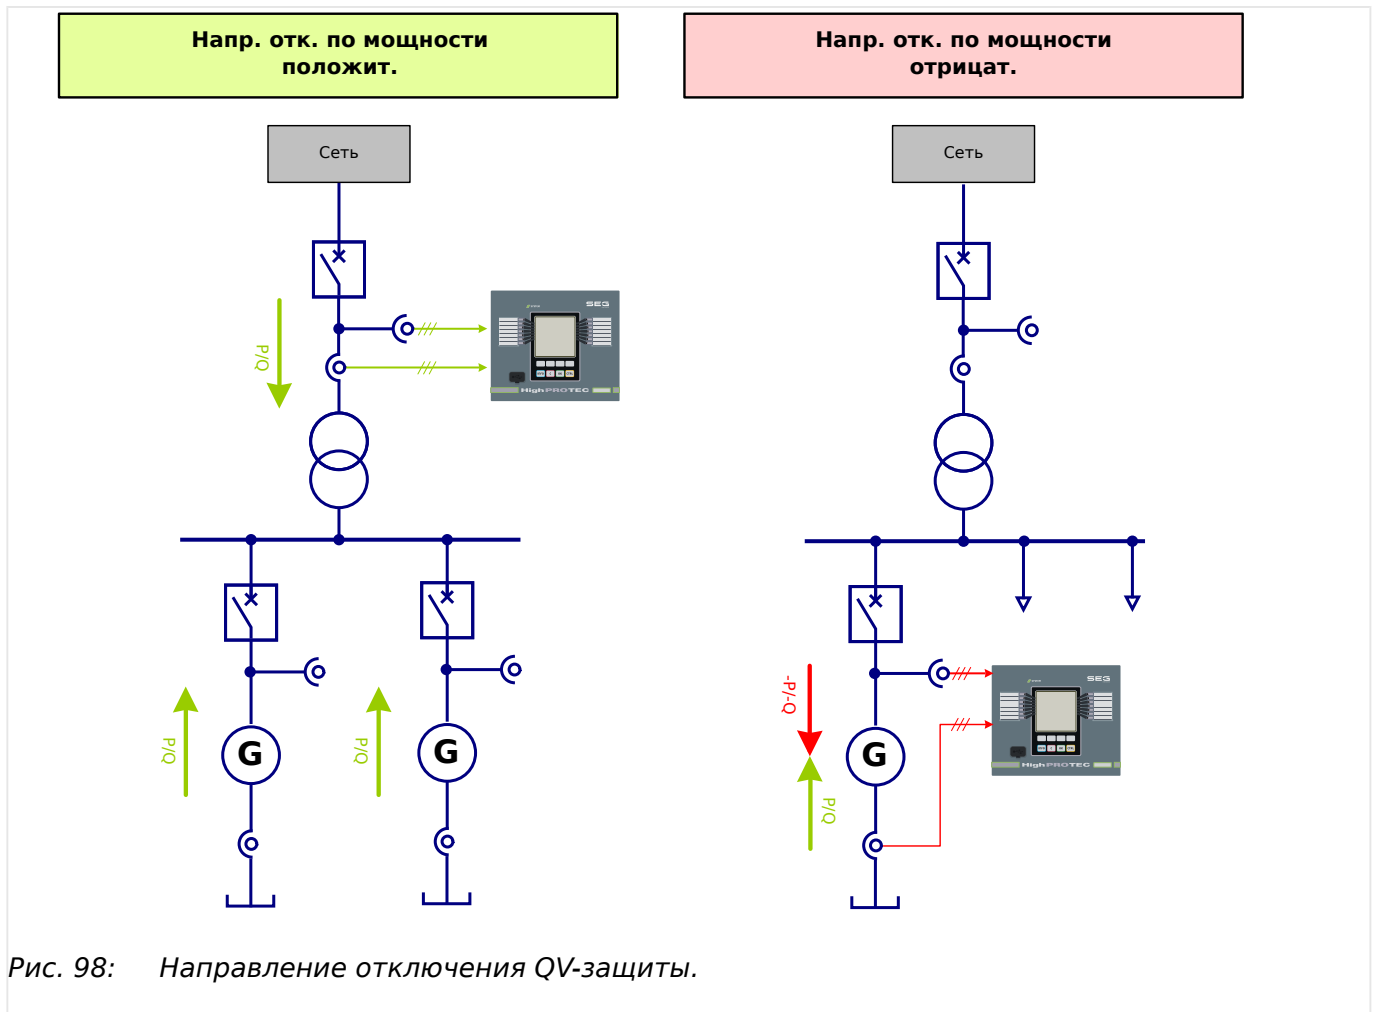 Напр. отк. по мощности
положит.
Напр. отк. по мощности
отрицат.
Сеть
Сеть
P/Q
SEG
HighPROTEC
P/Q
G
P/Q
G
-P/-Q
P/Q
G
SEG
HighPROTEC
Рис. 98: Направление отключения QV-защиты.